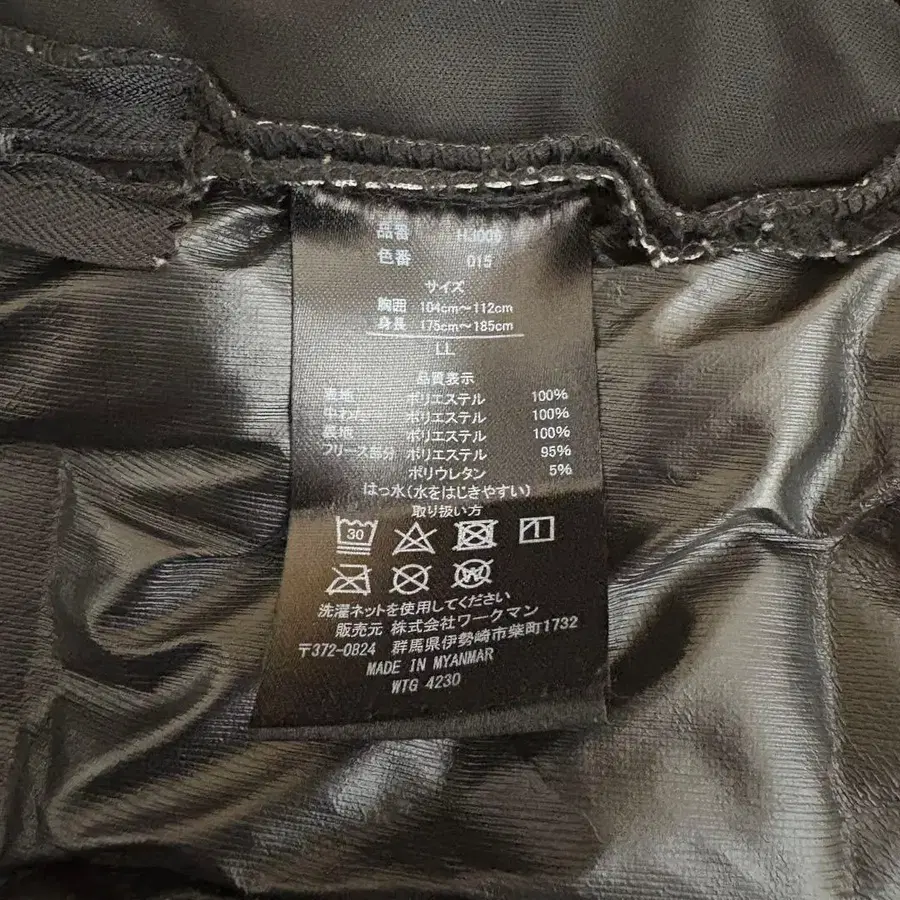 品番 HJ009
色番 015
サイズ
胸囲 104cm～112cm
身長 175cm～185cm
LL
品質表示
表地 ポリエステル 100%
中わた ポリエステル 100%
裏地 ポリエステル 100%
フリース部分 ポリエステル 95%
ポリウレタン 5%
はっ水(水をはじきやすい)
取り扱い方
30
W
洗濯ネットを使用してください
販売元 株式会社ワークマン
〒372-0824 群馬県伊勢崎市柴町1732
MADE IN MYANMAR
WTG 4230